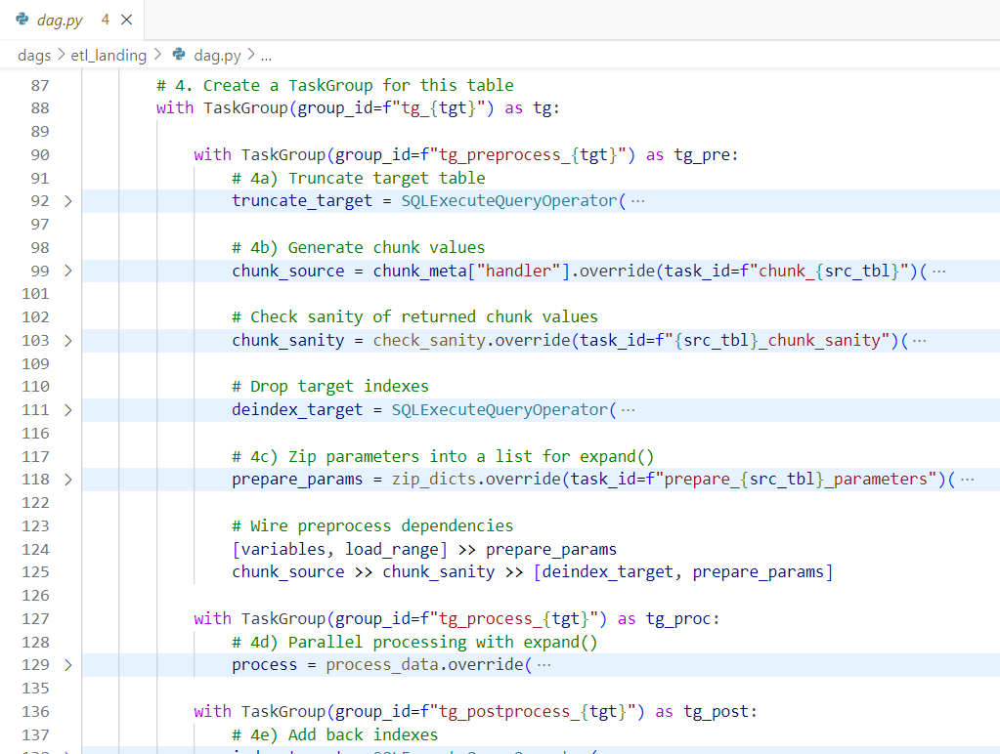 dag.py 4
dags > etl_landing > dag.py > ...
87 # 4. Create a TaskGroup for this table
88 with TaskGroup(group_id=f"tg_{tgt}") as tg:
89
90 with TaskGroup(group_id=f"tg_preprocess_{tgt}") as tg_pre:
91 # 4a) Truncate target table
92 truncate_target = SQLExecuteQueryOperator( ...
97
98 # 4b) Generate chunk values
99 chunk_source = chunk_meta["handler"].override(task_id=f"chunk_{src_tbl}")( ...
101
102 # Check sanity of returned chunk values
103 chunk_sanity = check_sanity.override(task_id=f"{src_tbl}_chunk_sanity")( ...
109
110 # Drop target indexes
111 deindex_target = SQLExecuteQueryOperator( ...
116
117 # 4c) Zip parameters into a list for expand()
118 prepare_params = zip_dicts.override(task_id=f"prepare_{src_tbl}_parameters")( ...
122
123 # Wire preprocess dependencies
124 [variables, load_range] >> prepare_params
125 chunk_source >> chunk_sanity >> [deindex_target, prepare_params]
126
127 with TaskGroup(group_id=f"tg_process_{tgt}") as tg_proc:
128 # 4d) Parallel processing with expand()
129 process = process_data.override( ...
135
136 with TaskGroup(group_id=f"tg_postprocess_{tgt}") as tg_post:
137 # 4e) Add back indexes